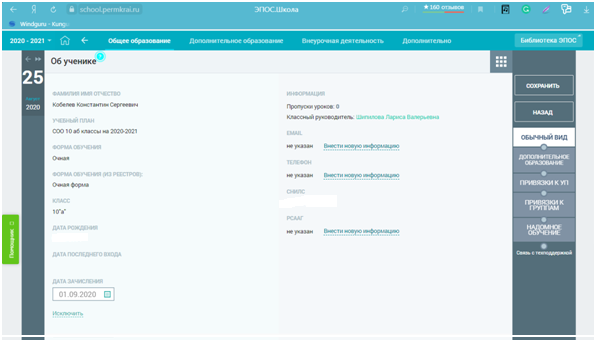 school.permkrai.ru
ЭПОС.Школа
★160 отзывов
Windguns - Kung
2020 - 2021
Общее образование
Дополнительное образование
Внеурочная деятельность
Дополнительно
Библиотека ЭПОС
25
Август
2020
Об ученике
ФАМИЛИЯ ИМЯ ОТЧЕСТВО
Кобелев Константин Сергеевич
УЧЕБНЫЙ ПЛАН
СОО 10 аб классы на 2020-2021
ФОРМА ОБУЧЕНИЯ
Очная
ФОРМА ОБУЧЕНИЯ (ИЗ РЕЕСТРОВ):
Очная форма
КЛАСС
10"а"
ДАТА РОЖДЕНИЯ
ДАТА ПОСЛЕДНЕГО ВХОДА
ДАТА ЗАЧИСЛЕНИЯ
01.09.2020
Исключить
ИНФОРМАЦИЯ
Пропуски уроков: 0
Классный руководитель: Шипилова Лариса Валерьевна
EMAIL
не указан Внести новую информацию
ТЕЛЕФОН
не указан Внести новую информацию
СНИЛС
РСААГ
не указан Внести новую информацию
СОХРАНИТЬ
НАЗАД
ОБЫЧНЫЙ ВИД
ДОПОЛНИТЕЛЬНОЕ
ОБРАЗОВАНИЕ
ПРИВЯЗКИ К УП
ПРИВЯЗКИ К
ГРУППАМ
НАДОМНОЕ
ОБУЧЕНИЕ
Связь с техподдержкой
Помощник